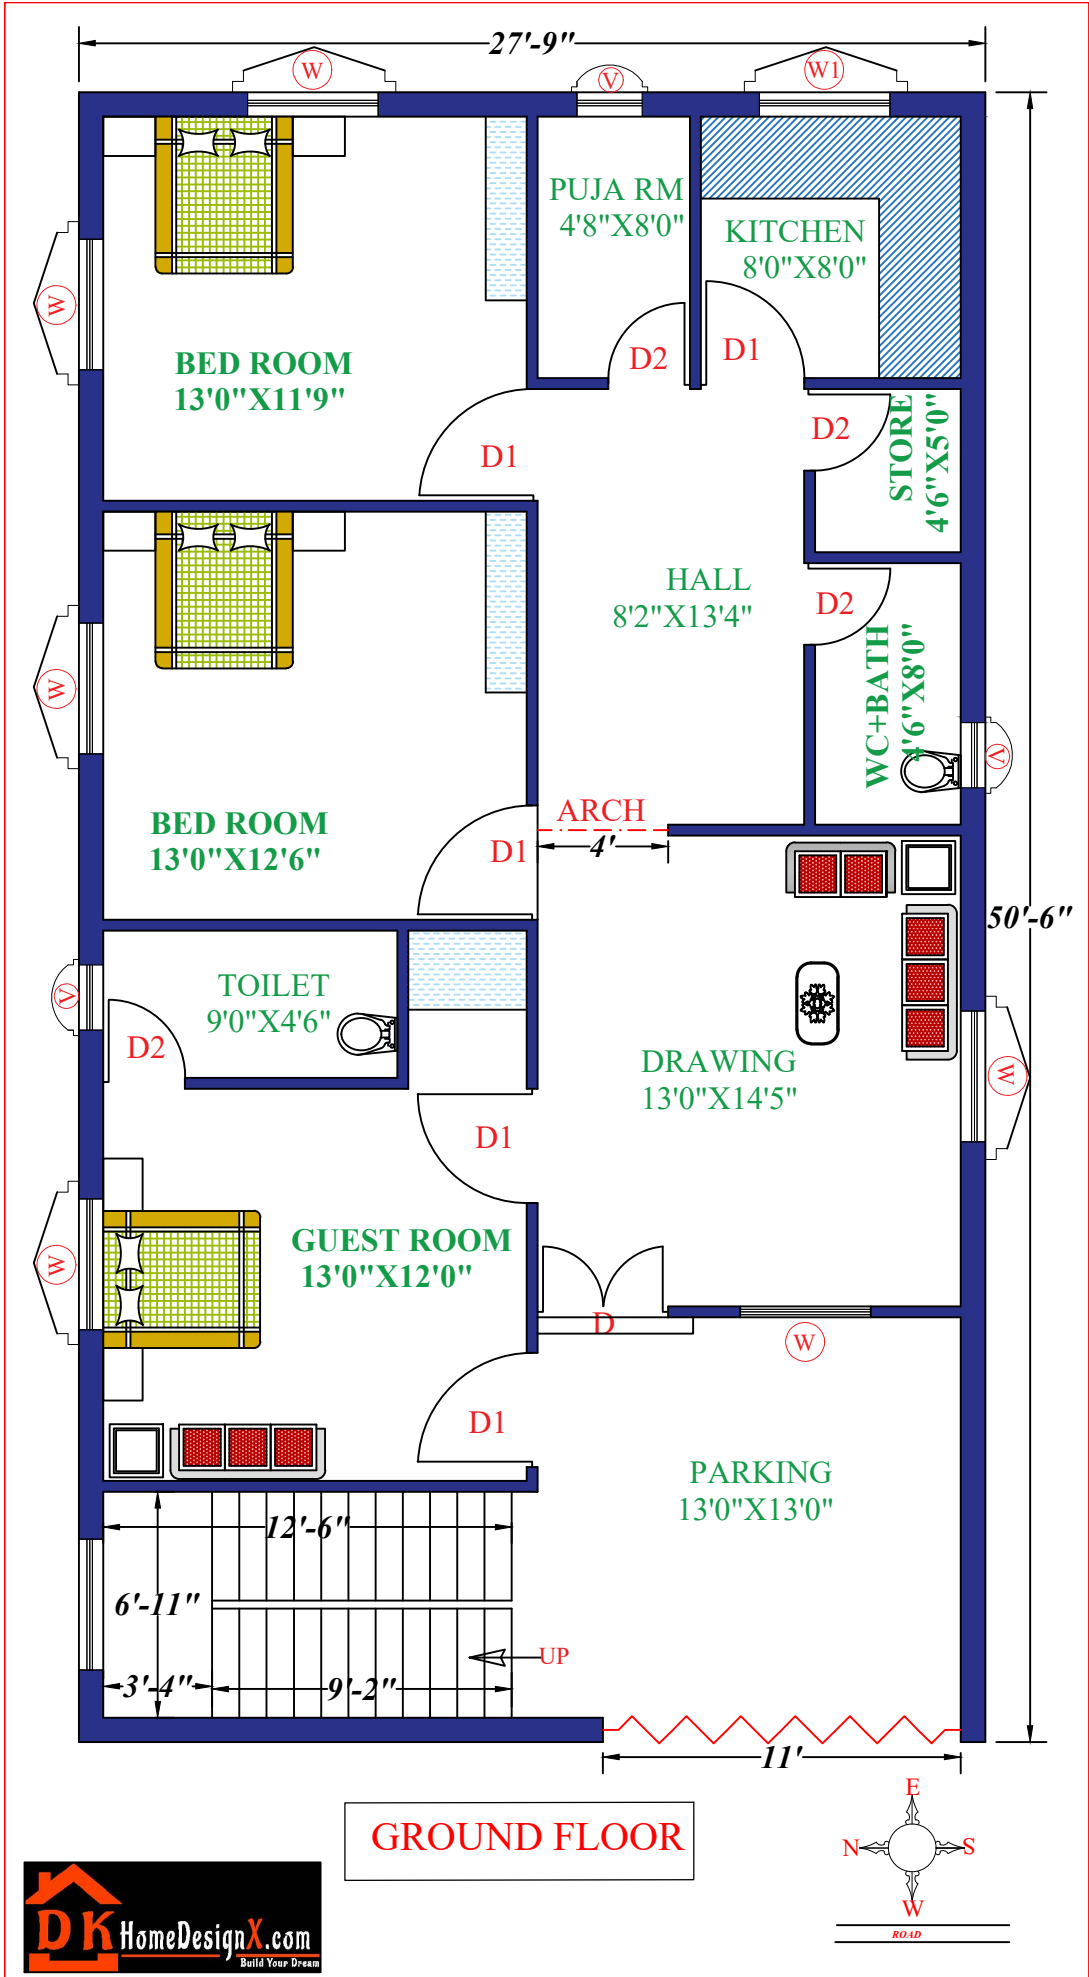 27'-9"
W
V
W1
PUJA RM
4'8"X8'0"
KITCHEN
8'0"X8'0"
W
BED ROOM
13'0"X11'9"
D2
D1
D1
D2
STORE
4'6"X5'0"
HALL
8'2"X13'4"
D2
W
WC+BATH
4'6"X8'0"
V
BED ROOM
13'0"X12'6"
ARCH
4'
D1
50'-6"
V
TOILET
9'0"X4'6"
D2
DRAWING
13'0"X14'5"
W
D1
W
GUEST ROOM
13'0"X12'0"
D
W
D1
PARKING
13'0"X13'0"
12'-6"
6'-11"
UP
3'-4"
9'-2"
11'
GROUND FLOOR
E
N
S
W
ROAD
DK HomeDesignX.com
Build Your Dream